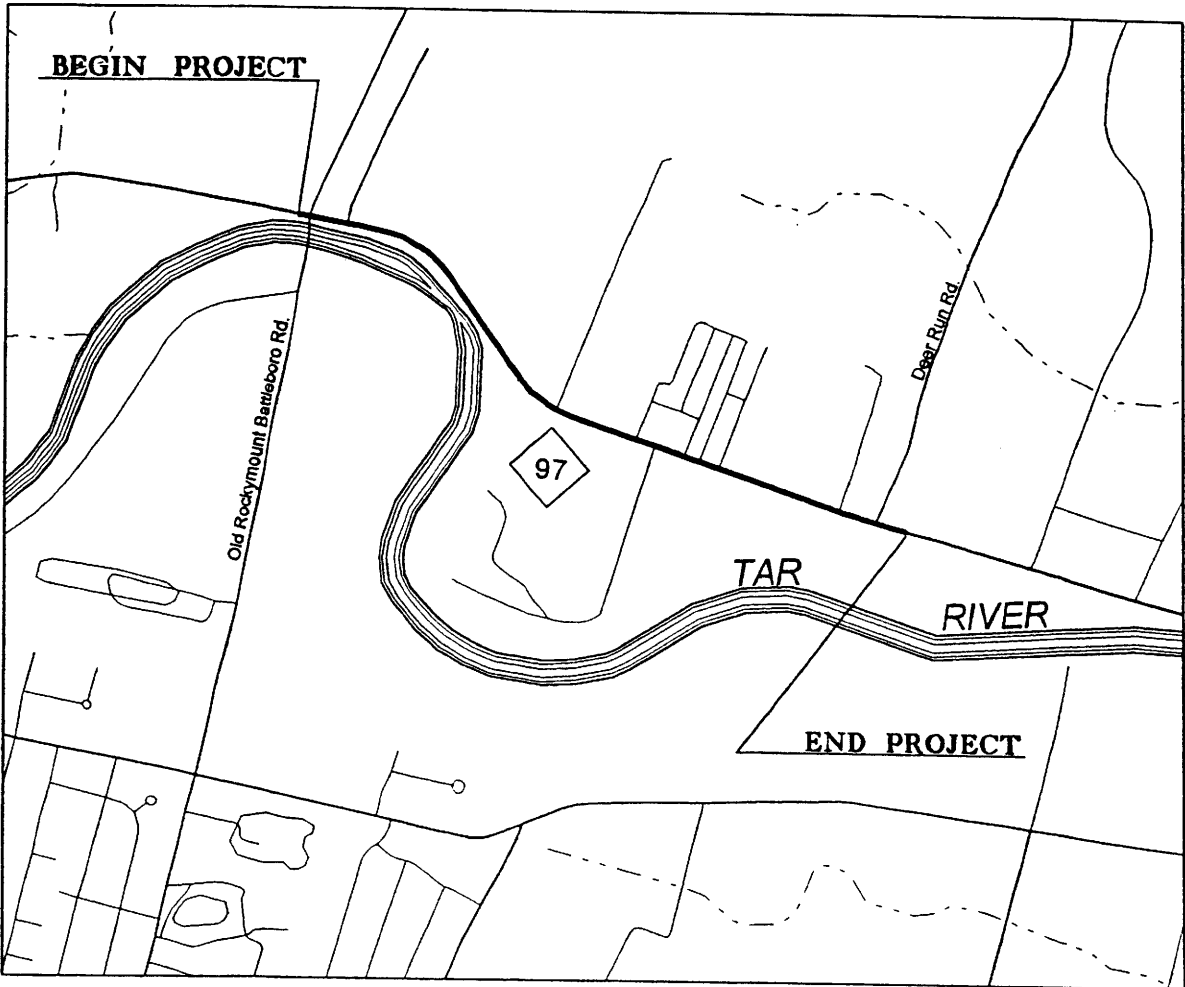 BEGIN PROJECT
Old Rockymount Battleboro Rd.
Deer Run Rd.
97
TAR
RIVER
END PROJECT